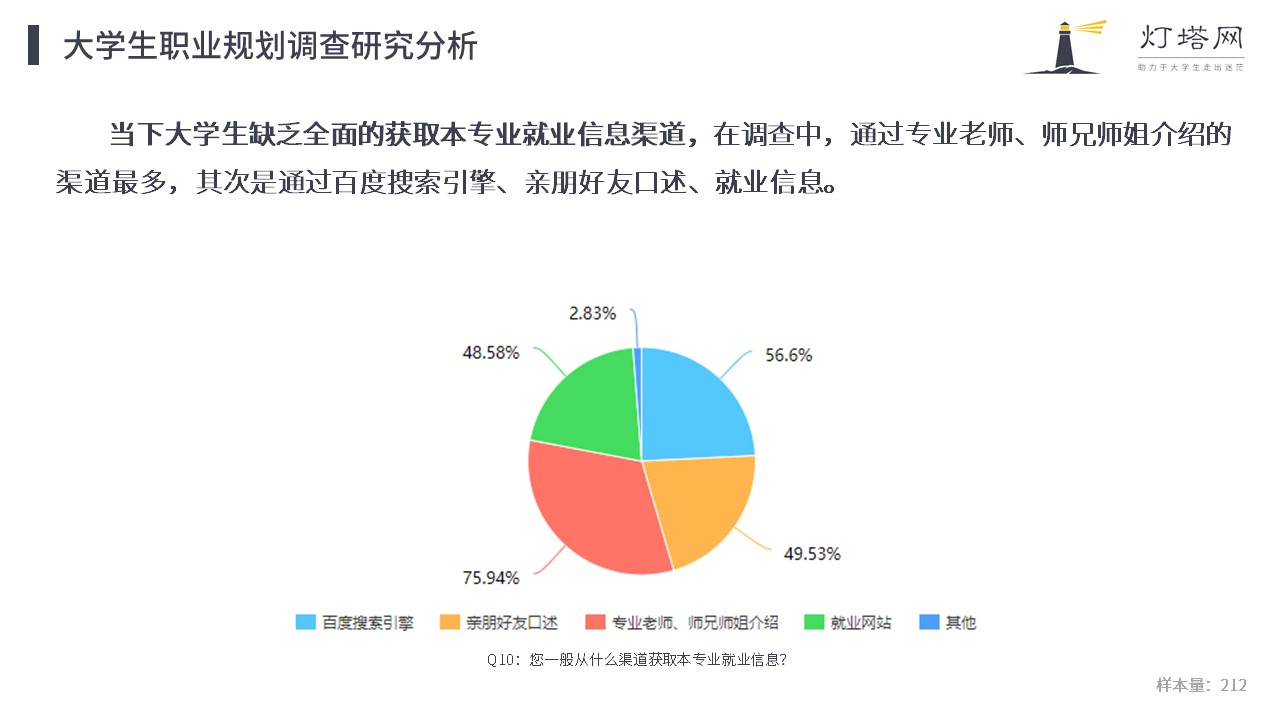 大学生职业规划调查研究分析
灯塔网
助力于大学生走出迷茫
当下大学生缺乏全面的获取本专业就业信息渠道，在调查中，通过专业老师、师兄师姐介绍的
渠道最多，其次是通过百度搜索引擎、亲朋好友口述、就业信息。
2.83%
48.58%
56.6%
49.53%
75.94%
百度搜索引擎 亲朋好友口述 专业老师、师兄师姐介绍 就业网站 其他
Q10：您一般从什么渠道获取本专业就业信息？
样本量：212